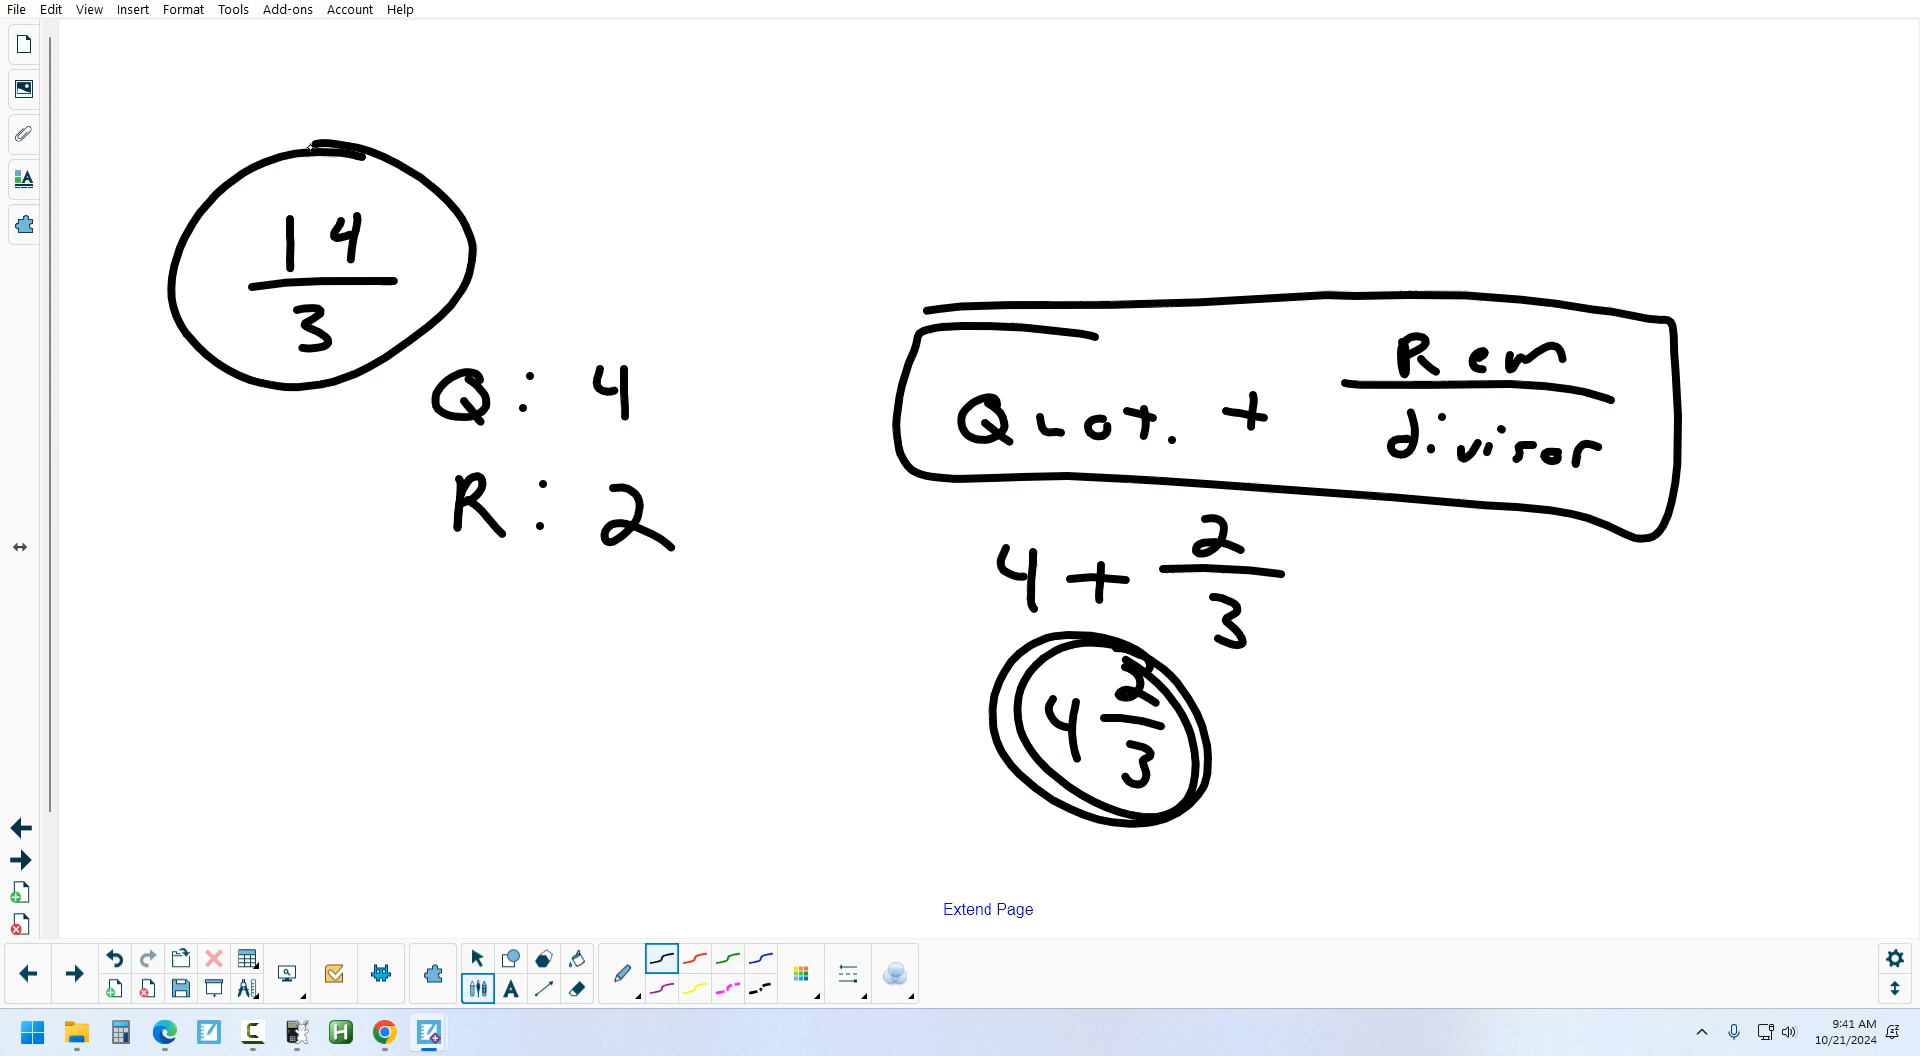 File Edit View Insert Format Tools Add-ons Account Help
14
3
Q: 4
R: 2
Quot. + Rem
divisor
4 + 2
3
4 2
3
Extend Page
9:41 AM
10/21/2024